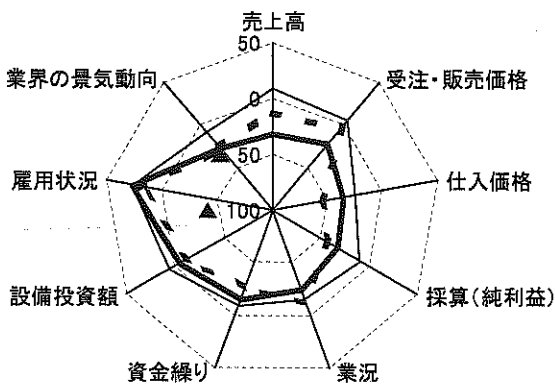 売上高
50
業界の景気動向
受注・販売価格
0
雇用状況
50
仕入価格
▲ 100
設備投資額
採算(純利益)
資金繰り
業況